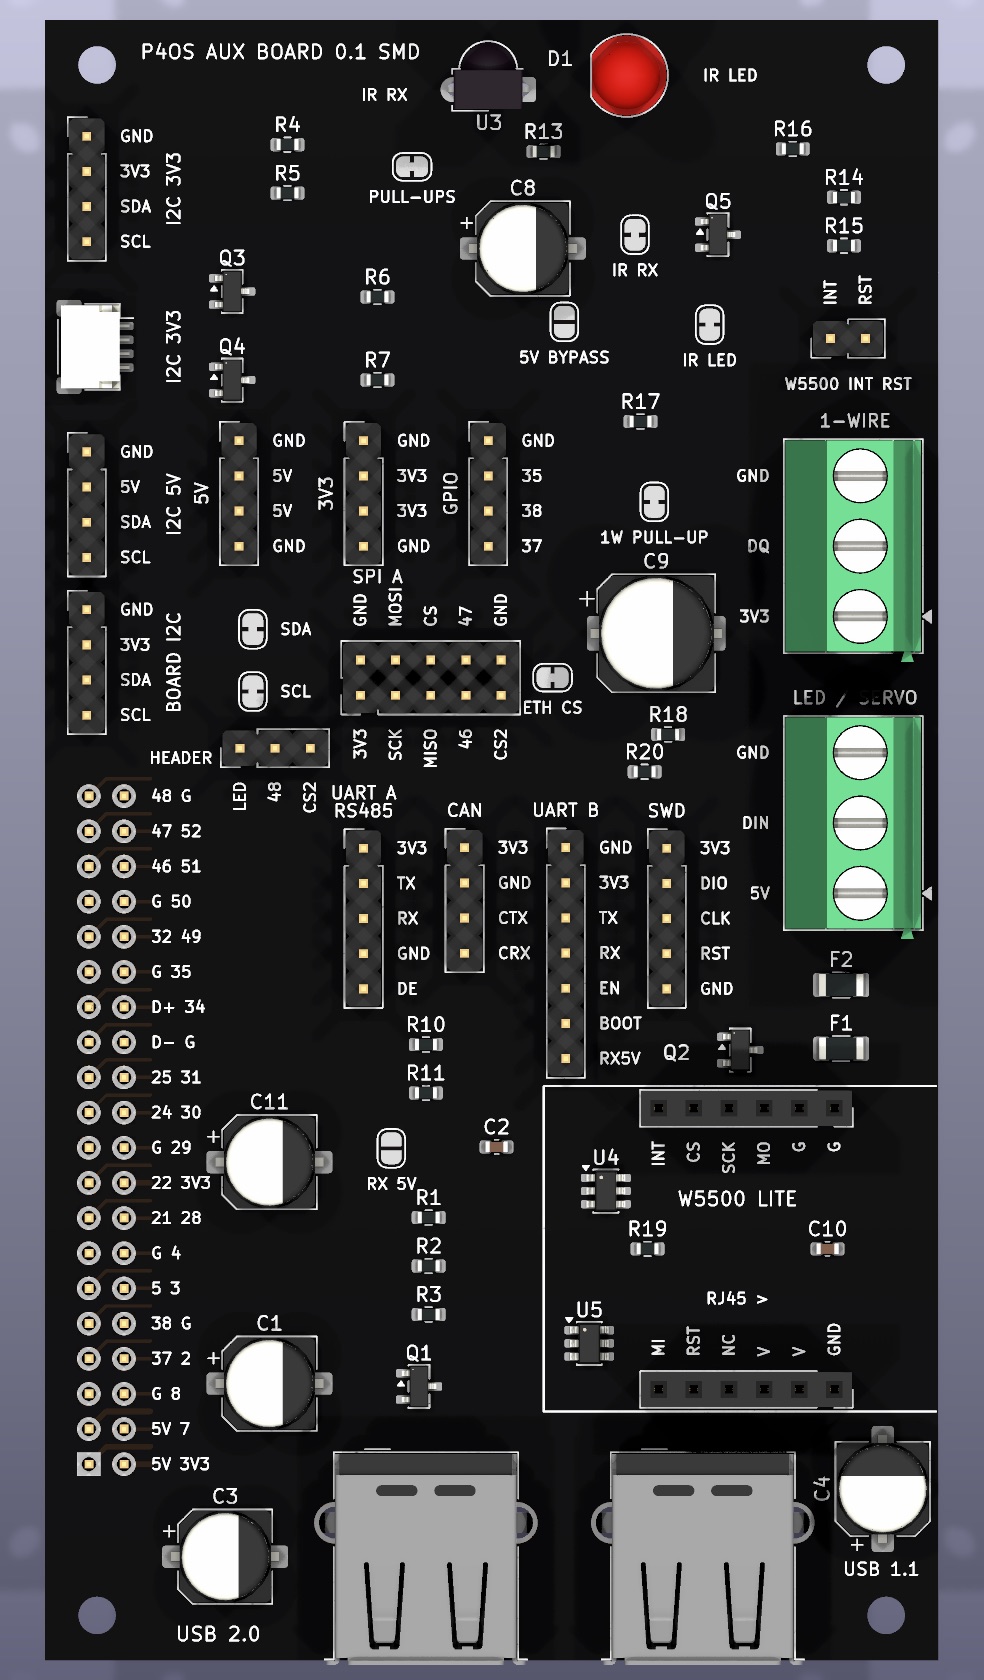 P4OS AUX BOARD 0.1 SMD
D1
IR LED
IR RX
U3
R13
R16
R4
R5
PULL-UPS
C8
+
R14
Q5
R15
IR RX
GND
3V3
SDA
SCL
I2C 3V3
Q3
R6
5V BYPASS
IR LED
INT
RST
W5500 INT RST
I2C 3V3
Q4
R7
R17
1-WIRE
GND
DQ
3V3
GND
5V
SDA
SCL
I2C 5V
5V
GND
5V
5V
GND
3V3
GND
3V3
3V3
GND
GPIO
GND
35
38
37
1W PULL-UP
C9
+
SPI A
GND
MOSI
CS
47
GND
GND
3V3
SDA
SCL
BOARD I2C
SDA
SCL
ETH CS
3V3
SCK
MISO
46
CS2
R18
R20
LED / SERVO
GND
DIN
5V
HEADER
LED
48
CS2
48 G
47 52
46 51
G 50
32 49
G 35
D+ 34
D- G
25 31
24 30
G 29
22 3V3
21 28
G 4
5 3
38 G
37 2
G 8
5V 7
5V 3V3
UART A
RS485
3V3
TX
RX
GND
DE
CAN
3V3
GND
CTX
CRX
UART B
GND
3V3
TX
RX
EN
BOOT
RX5V
SWD
3V3
DIO
CLK
RST
GND
F2
F1
Q2
R10
R11
C11
+
C2
RX 5V
R1
R2
R3
INT
CS
SCK
MO
G
G
U4
W5500 LITE
R19
C10
RJ45 >
U5
MI
RST
NC
V
V
GND
C1
+
Q1
C3
+
USB 2.0
C4
+
USB 1.1